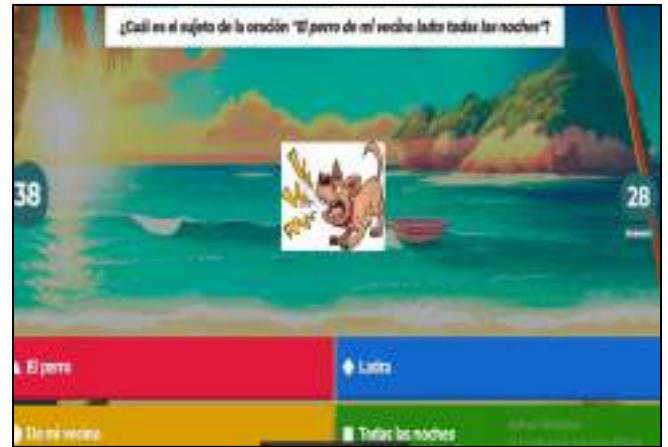 ¿Cuál es el sujeto de la oración "El perro de mi vecino ladra todas las noches"?
38
28
El perro
Ladra
De mi vecino
Todas las noches